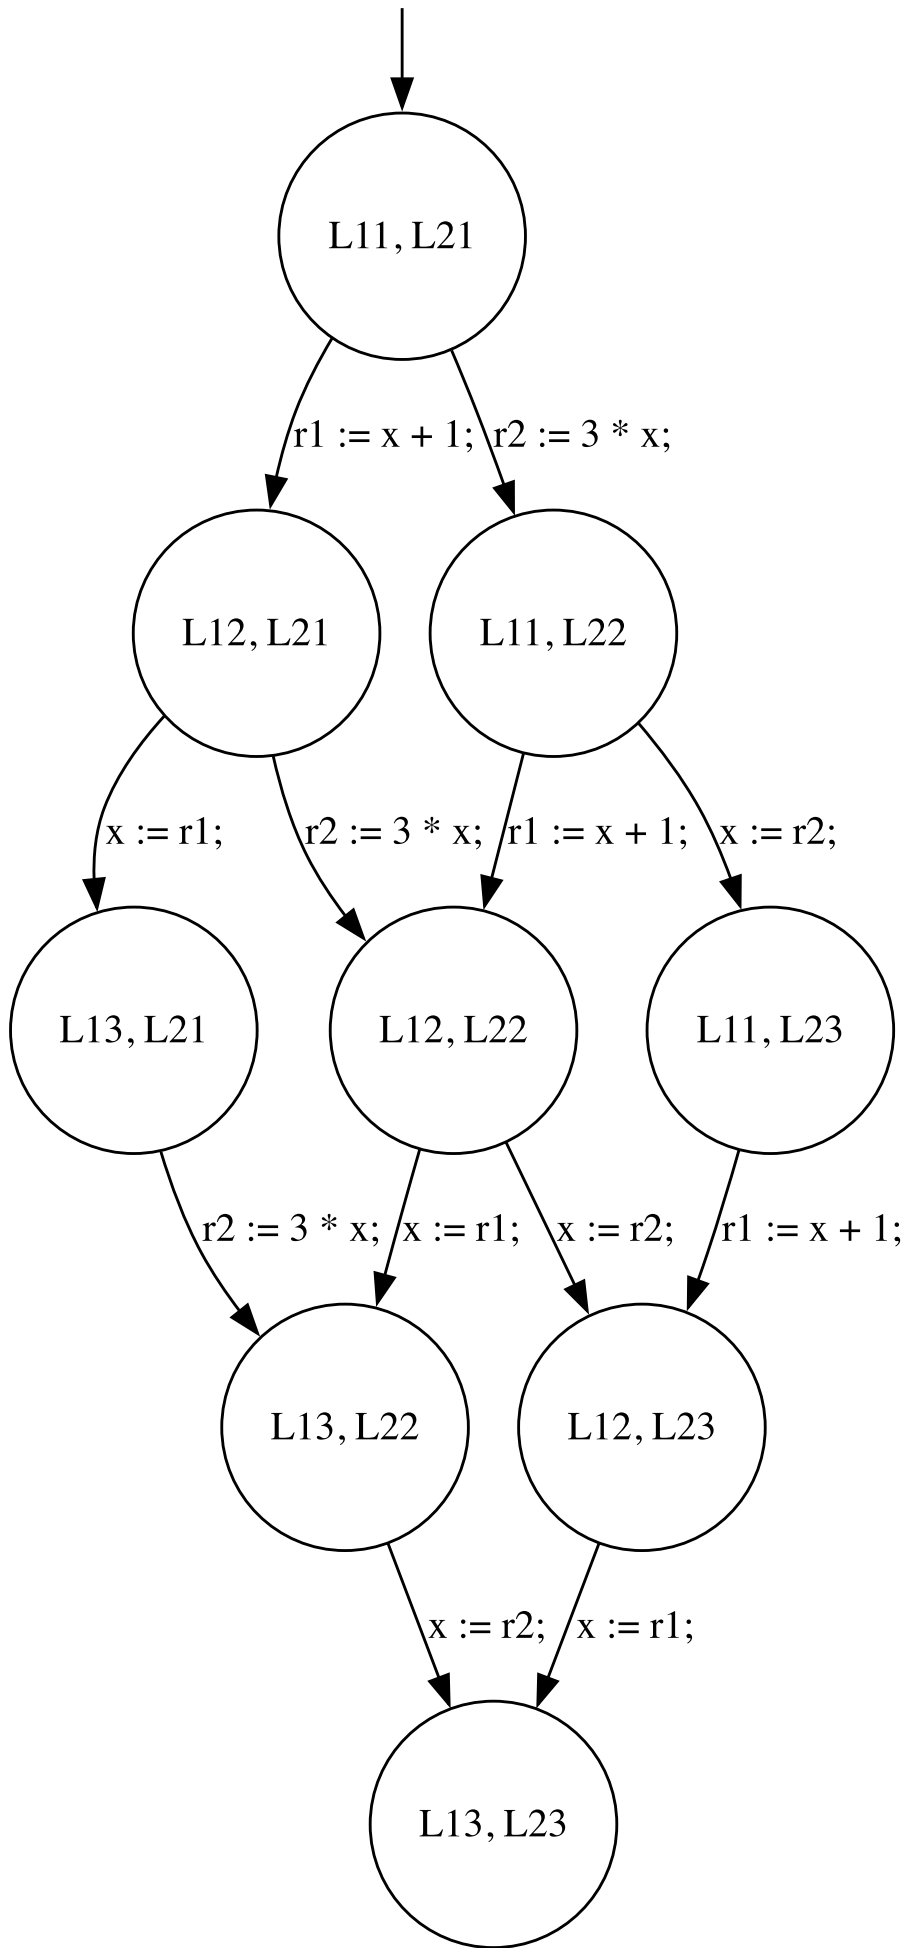 L11, L21
r1 := x + 1;
r2 := 3 * x;
L12, L21
L11, L22
x := r1;
r2 := 3 * x;
r1 := x + 1;
x := r2;
L13, L21
L12, L22
L11, L23
r2 := 3 * x;
x := r1;
x := r2;
r1 := x + 1;
L13, L22
L12, L23
x := r2;
x := r1;
L13, L23